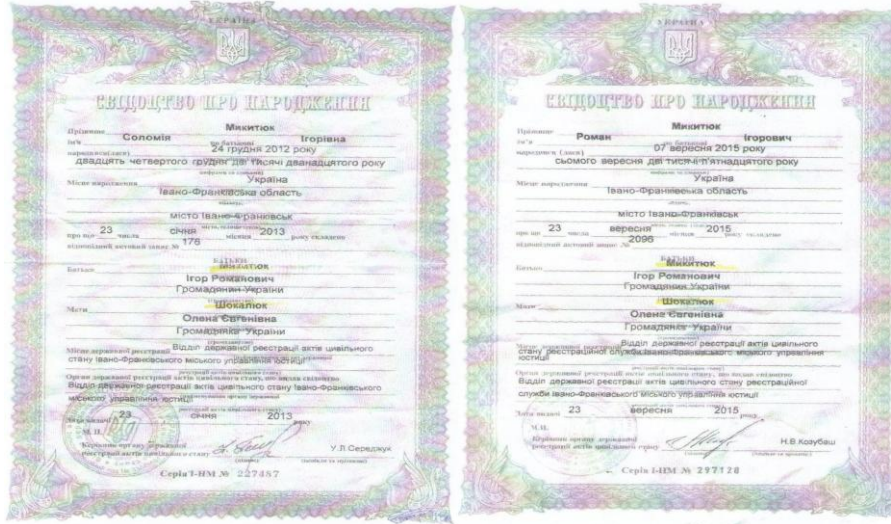 УКРАЇНА
СВІДОЦТВО ПРО НАРОДЖЕННЯ
Прізвище Микитюк
ім'я Соломія по батькові Ігорівна
народився(лася) 24 грудня 2012 року
двадцять четвертого грудня дві тисячі дванадцятого року
Місце народження Україна
Івано-Франківська область
місто Івано-Франківськ
про що 23 числа січня місяця 2013 року складено
відповідний актовий запис № 176
БАТЬКИ
Батько Микитюк
Ігор Романович
Громадянин України
Мати Шокалюк
Олена Євгенівна
Громадянка України
Місце державної реєстрації Відділ державної реєстрації актів цивільного
стану Івано-Франківського міського управління юстиції
Орган державної реєстрації актів цивільного стану, що видав свідоцтво
Відділ державної реєстрації актів цивільного стану Івано-Франківського
міського управління юстиції
Дата видачі 23 січня 2013 року
М. П.
Керівник органу державної
реєстрації актів цивільного стану У.Л.Середжук
Серія І-НМ № 227487
УКРАЇНА
СВІДОЦТВО ПРО НАРОДЖЕННЯ
Прізвище Микитюк
ім'я Роман по батькові Ігорович
народився (лася) 07 вересня 2015 року
сьомого вересня дві тисячі п'ятнадцятого року
Місце народження Україна
Івано-Франківська область
місто Івано-Франківськ
про що 23 числа вересня місяця 2015 року складено
відповідний актовий запис № 2096
БАТЬКИ
Батько Микитюк
Ігор Романович
Громадянин України
Мати Шокалюк
Олена Євгенівна
Громадянка України
Місце державної реєстрації Відділ державної реєстрації актів цивільного
стану реєстраційної служби Івано-Франківського міського управління
юстиції
Орган державної реєстрації актів цивільного стану, що видав свідоцтво
Відділ державної реєстрації актів цивільного стану реєстраційної
служби Івано-Франківського міського управління юстиції
Дата видачі 23 вересня 2015 року
М.П.
Керівник органу державної
реєстрації актів цивільного стану Н.В.Козубаш
Серія І-НМ № 297128